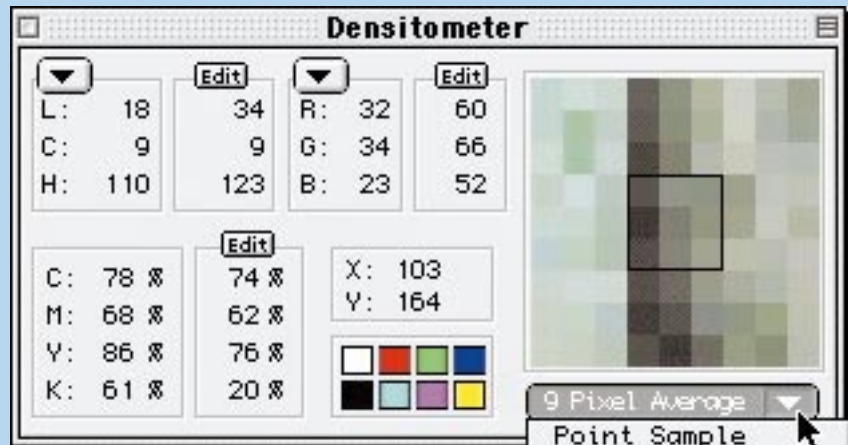 Densitometer
Edit Edit
L: 18 34 R: 32 60
C: 9 9 G: 34 66
H: 110 123 B: 23 52
Edit
C: 78 % 74 % X: 103
M: 68 % 62 % Y: 164
Y: 86 % 76 %
K: 61 % 20 %
9 Pixel Average
Point Sample